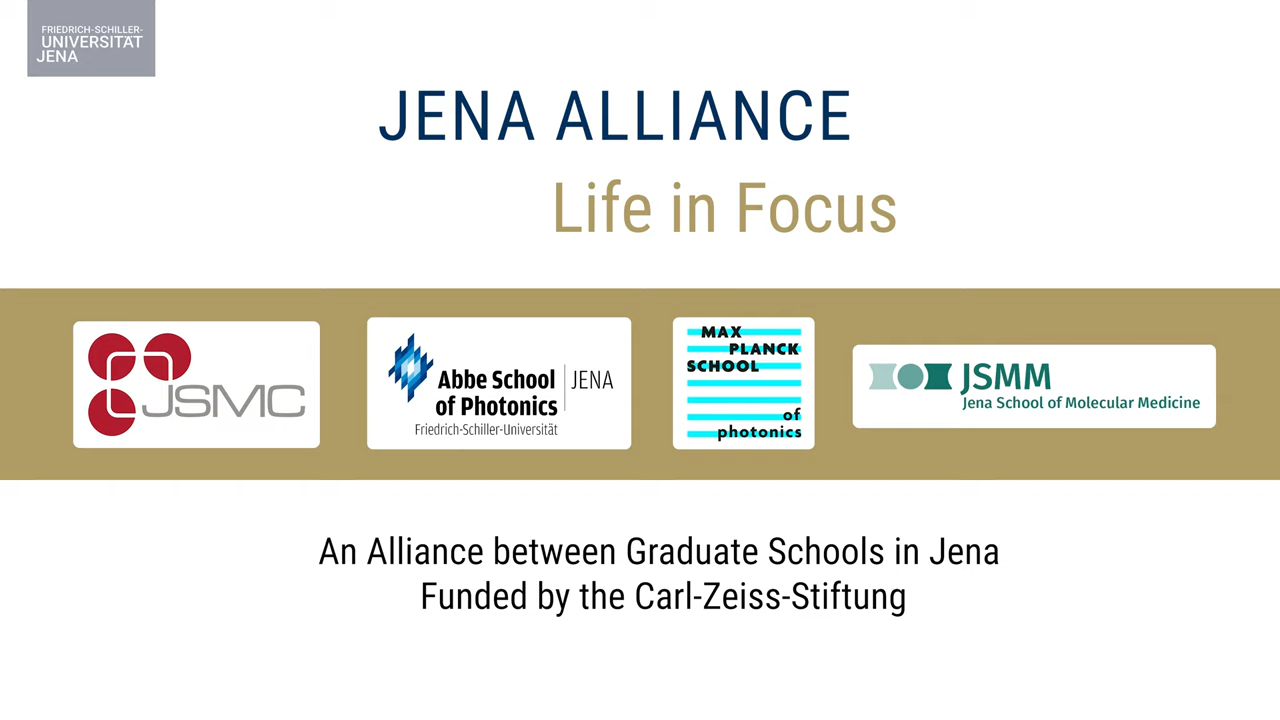 FRIEDRICH-SCHILLER-
UNIVERSITÄT
JENA
JENA ALLIANCE
Life in Focus
JSMC
Abbe School
of Photonics
JENA
Friedrich-Schiller-Universität
MAX
PLANCK
SCHOOL
of
photonics
JSMM
Jena School of Molecular Medicine
An Alliance between Graduate Schools in Jena
Funded by the Carl-Zeiss-Stiftung